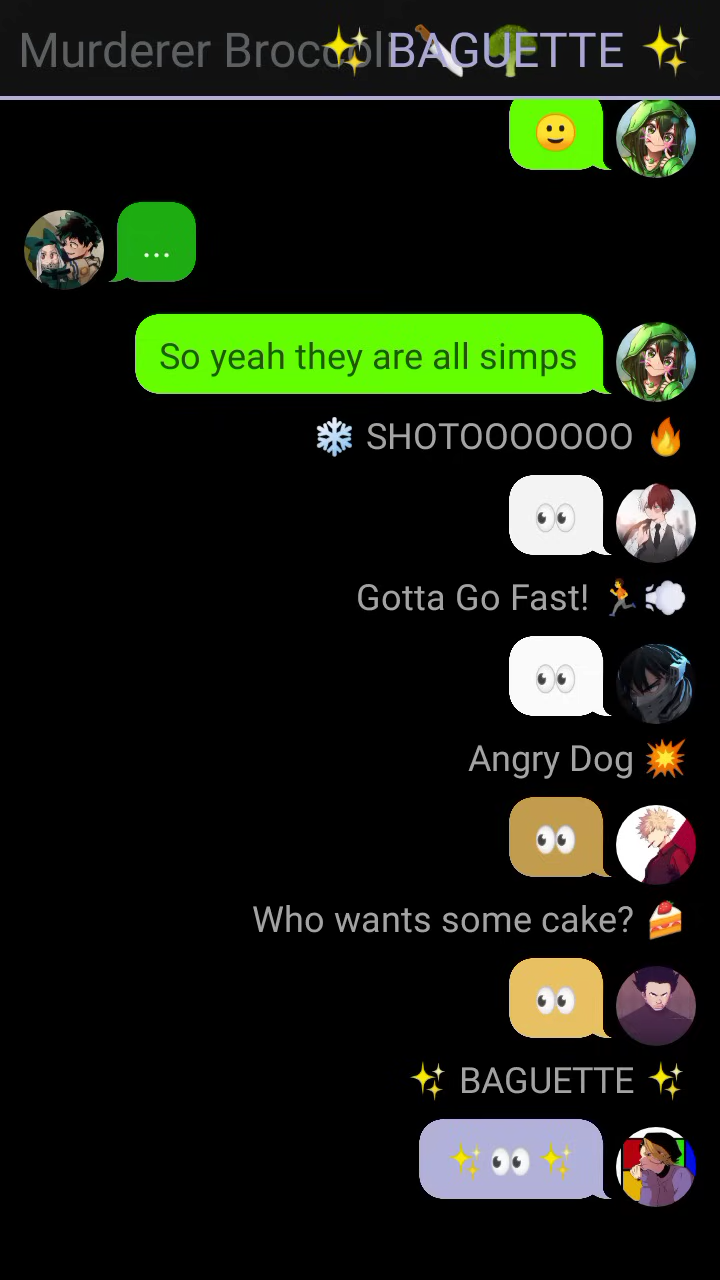 Murderer Broccoli 🔪🥦
✨ BAGUETTE ✨
🙂
...
So yeah they are all simps
❄️ SHOTOOOOOOO 🔥
👀
Gotta Go Fast! 🏃💨
👀
Angry Dog 💥
👀
Who wants some cake? 🍰
👀
✨ BAGUETTE ✨
✨👀✨